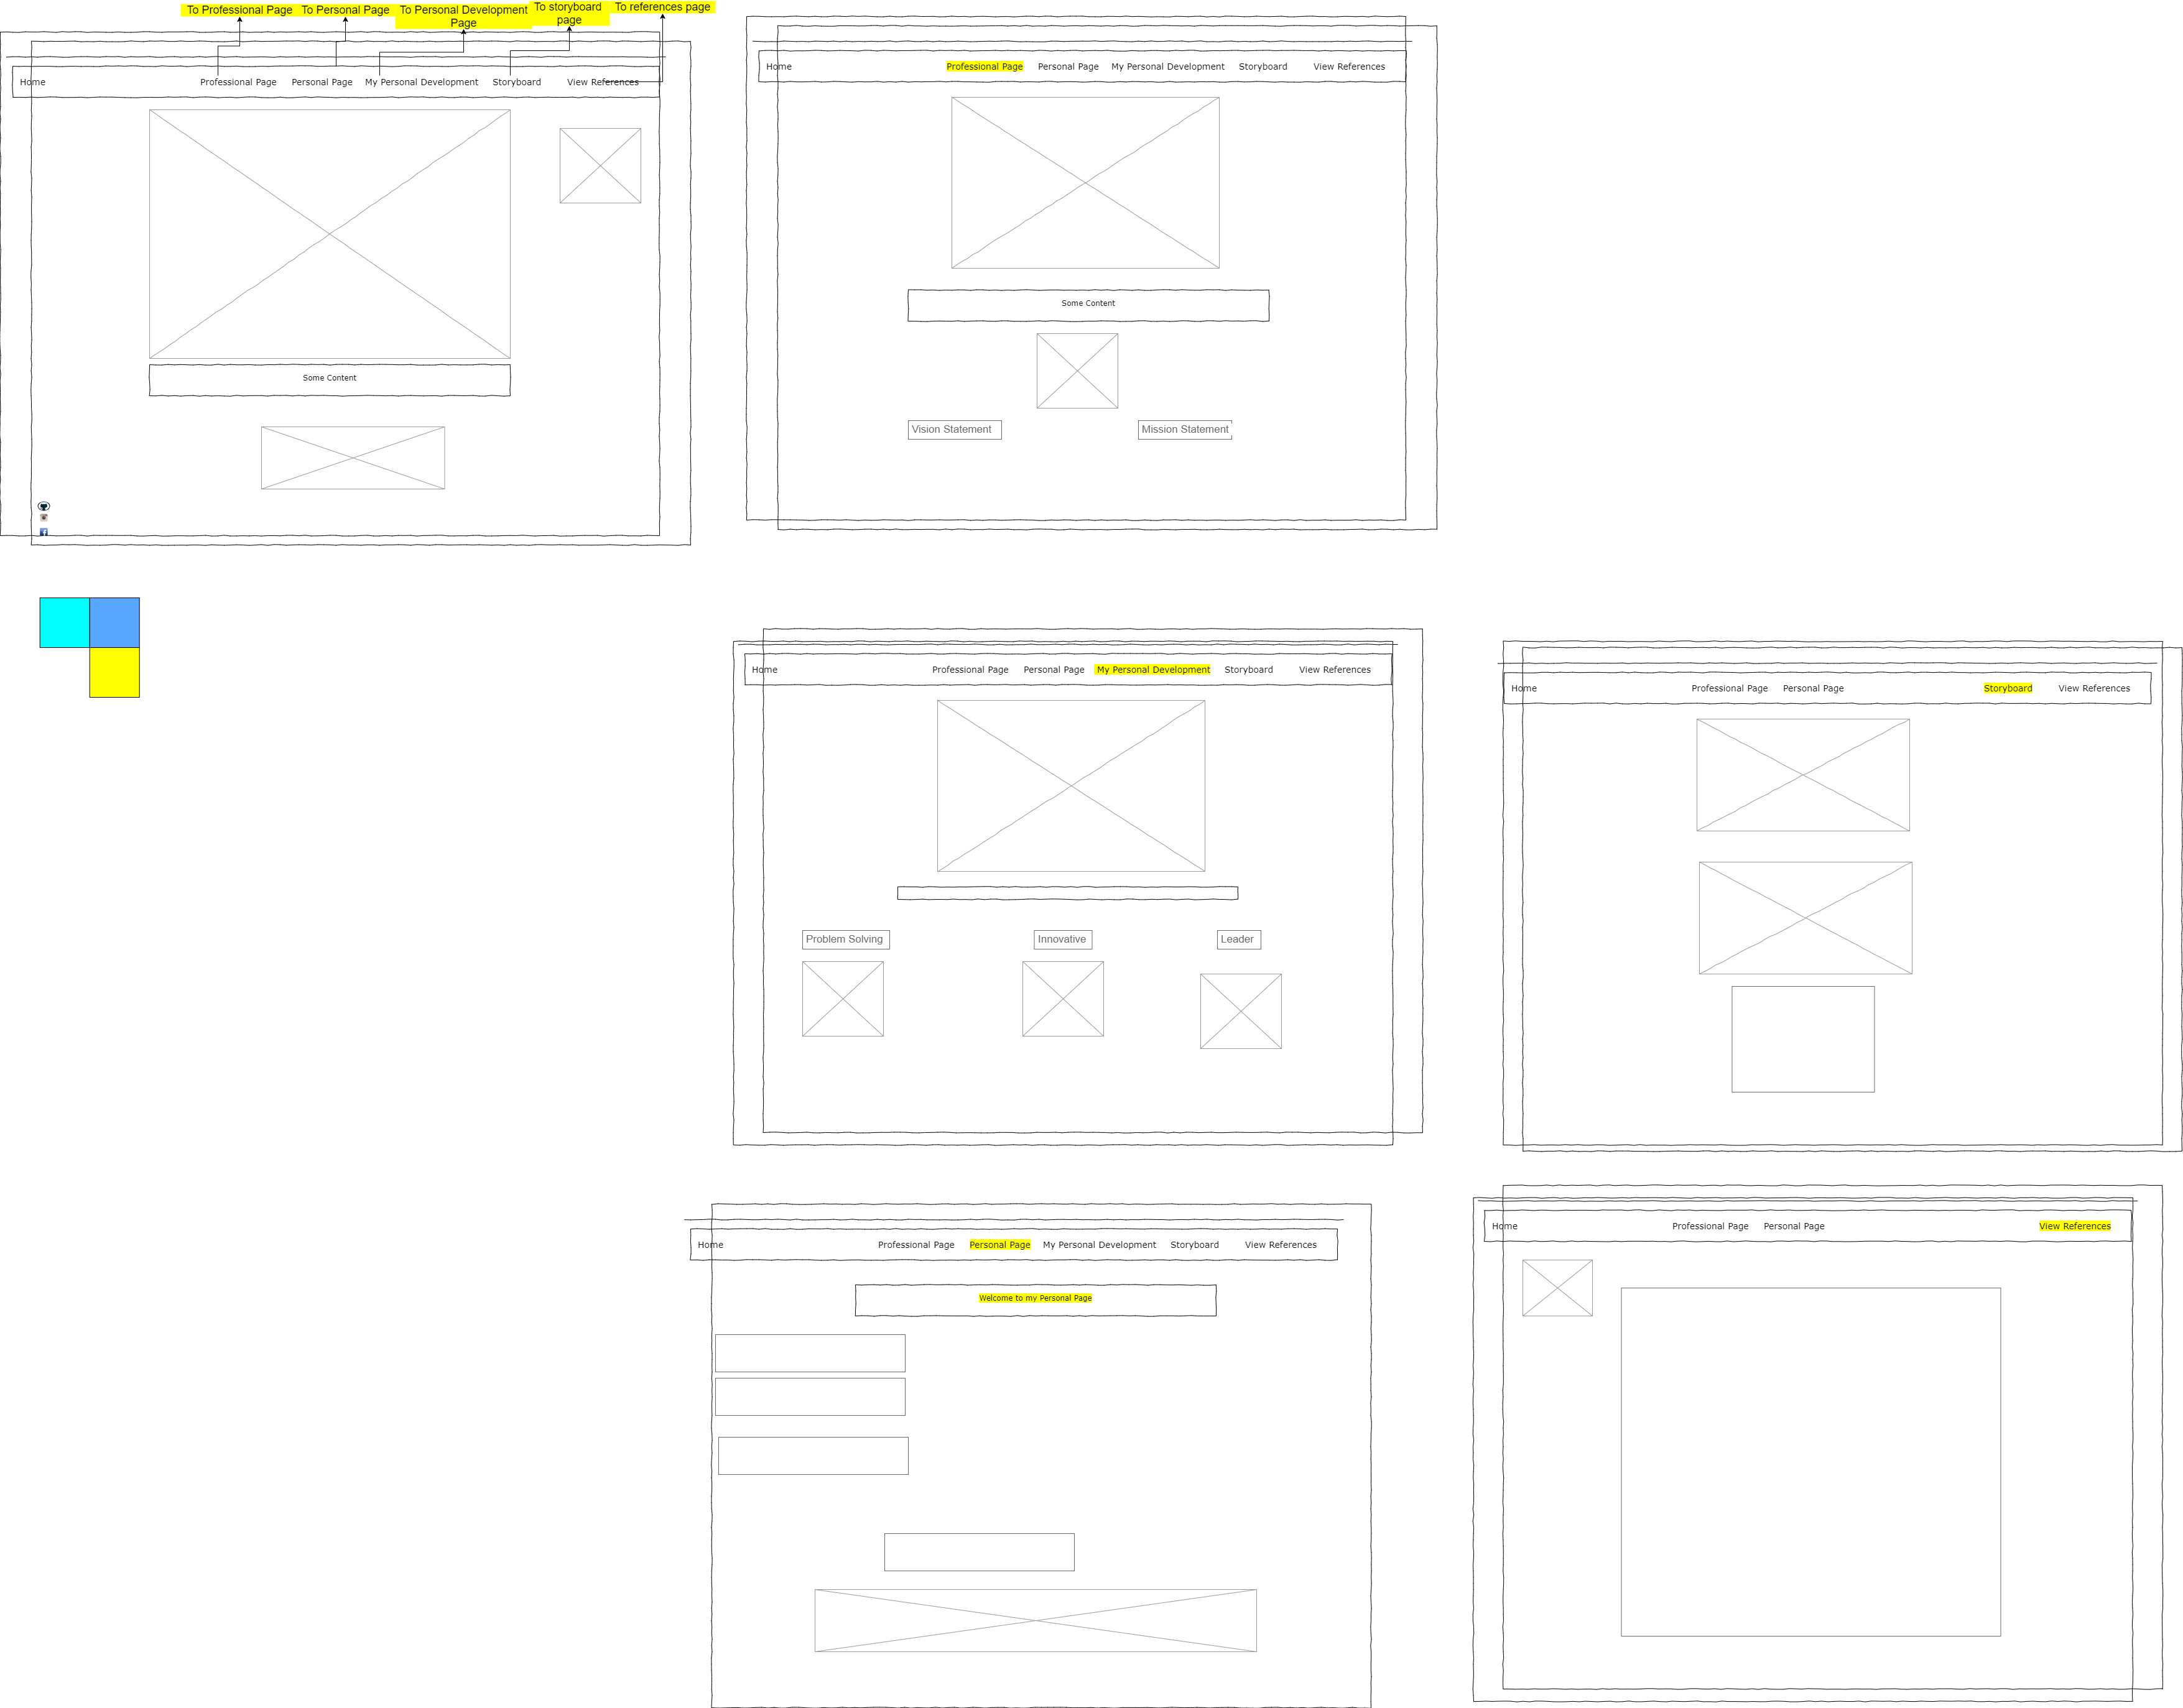 To Professional Page
To Personal Page
To Personal Development
Page
To storyboard
page
To references page
Home
Professional Page
Personal Page
My Personal Development
Storyboard
View References
Some Content
Home
Professional Page
Personal Page
My Personal Development
Storyboard
View References
Some Content
Vision Statement
Mission Statement
Home
Professional Page
Personal Page
My Personal Development
Storyboard
View References
Problem Solving
Innovative
Leader
Home
Professional Page
Personal Page
Storyboard
View References
Home
Professional Page
Personal Page
My Personal Development
Storyboard
View References
Welcome to my Personal Page
Home
Professional Page
Personal Page
View References